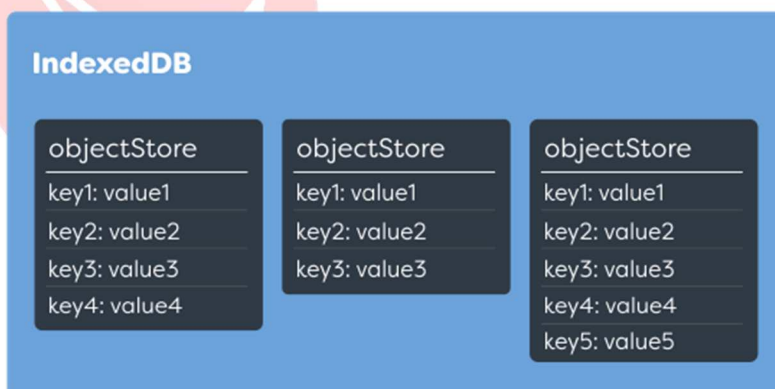 IndexedDB
objectStore
key1: value1
key2: value2
key3: value3
key4: value4
objectStore
key1: value1
key2: value2
key3: value3
objectStore
key1: value1
key2: value2
key3: value3
key4: value4
key5: value5